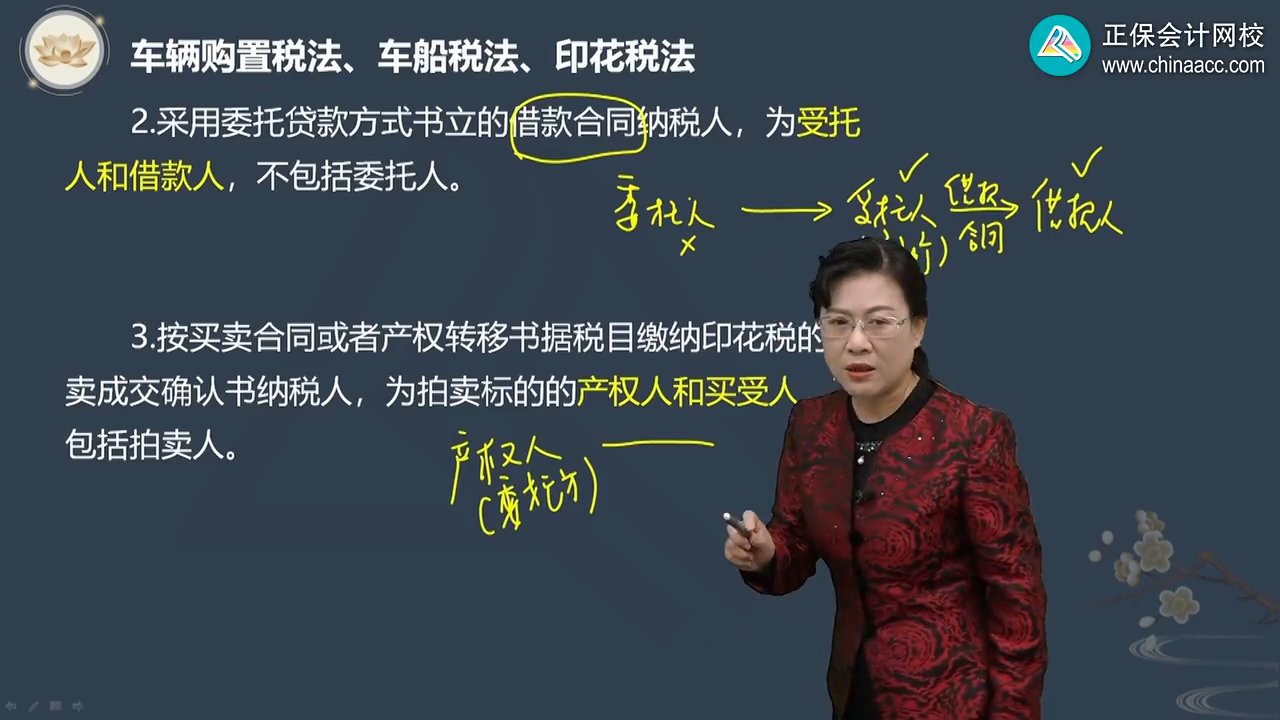 正保会计网校
www.chinaacc.com
车辆购置税法、车船税法、印花税法
2.采用委托贷款方式书立的借款合同纳税人，为受托
人和借款人，不包括委托人。
委托人 受托人 借款 借款人
× 合同
3.按买卖合同或者产权转移书据税目缴纳印花税的
卖成交确认书纳税人，为拍卖标的的产权人和买受人
包括拍卖人。
产权人
(委托方)